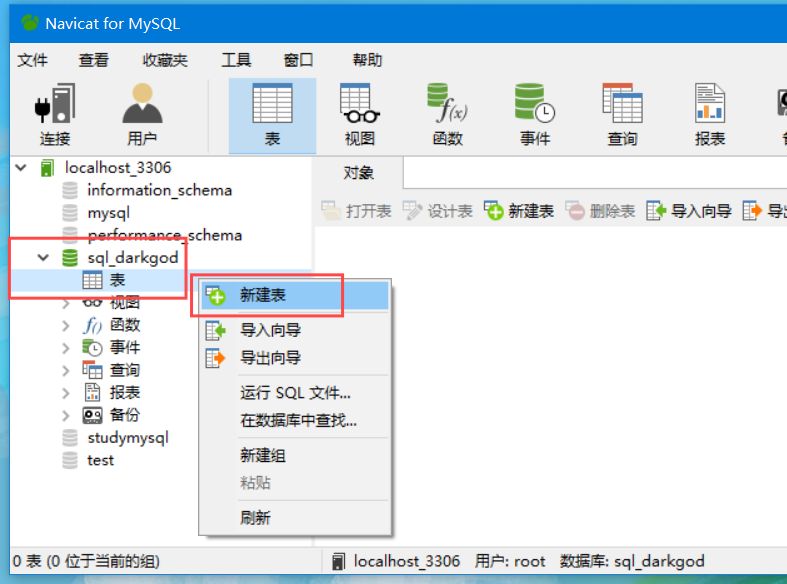 Navicat for MySQL
文件 查看 收藏夹 工具 窗口 帮助
连接 用户 表 视图 函数 事件 查询 报表
localhost_3306
information_schema
mysql
performance_schema
sql_darkgod
表
视图
函数
事件
查询
报表
备份
studymysql
test
对象
打开表 设计表 新建表 删除表 导入向导 导出
新建表
导入向导
导出向导
运行 SQL 文件...
在数据库中查找...
新建组
粘贴
刷新
0 表 (0 位于当前的组) localhost_3306 用户: root 数据库: sql_darkgod